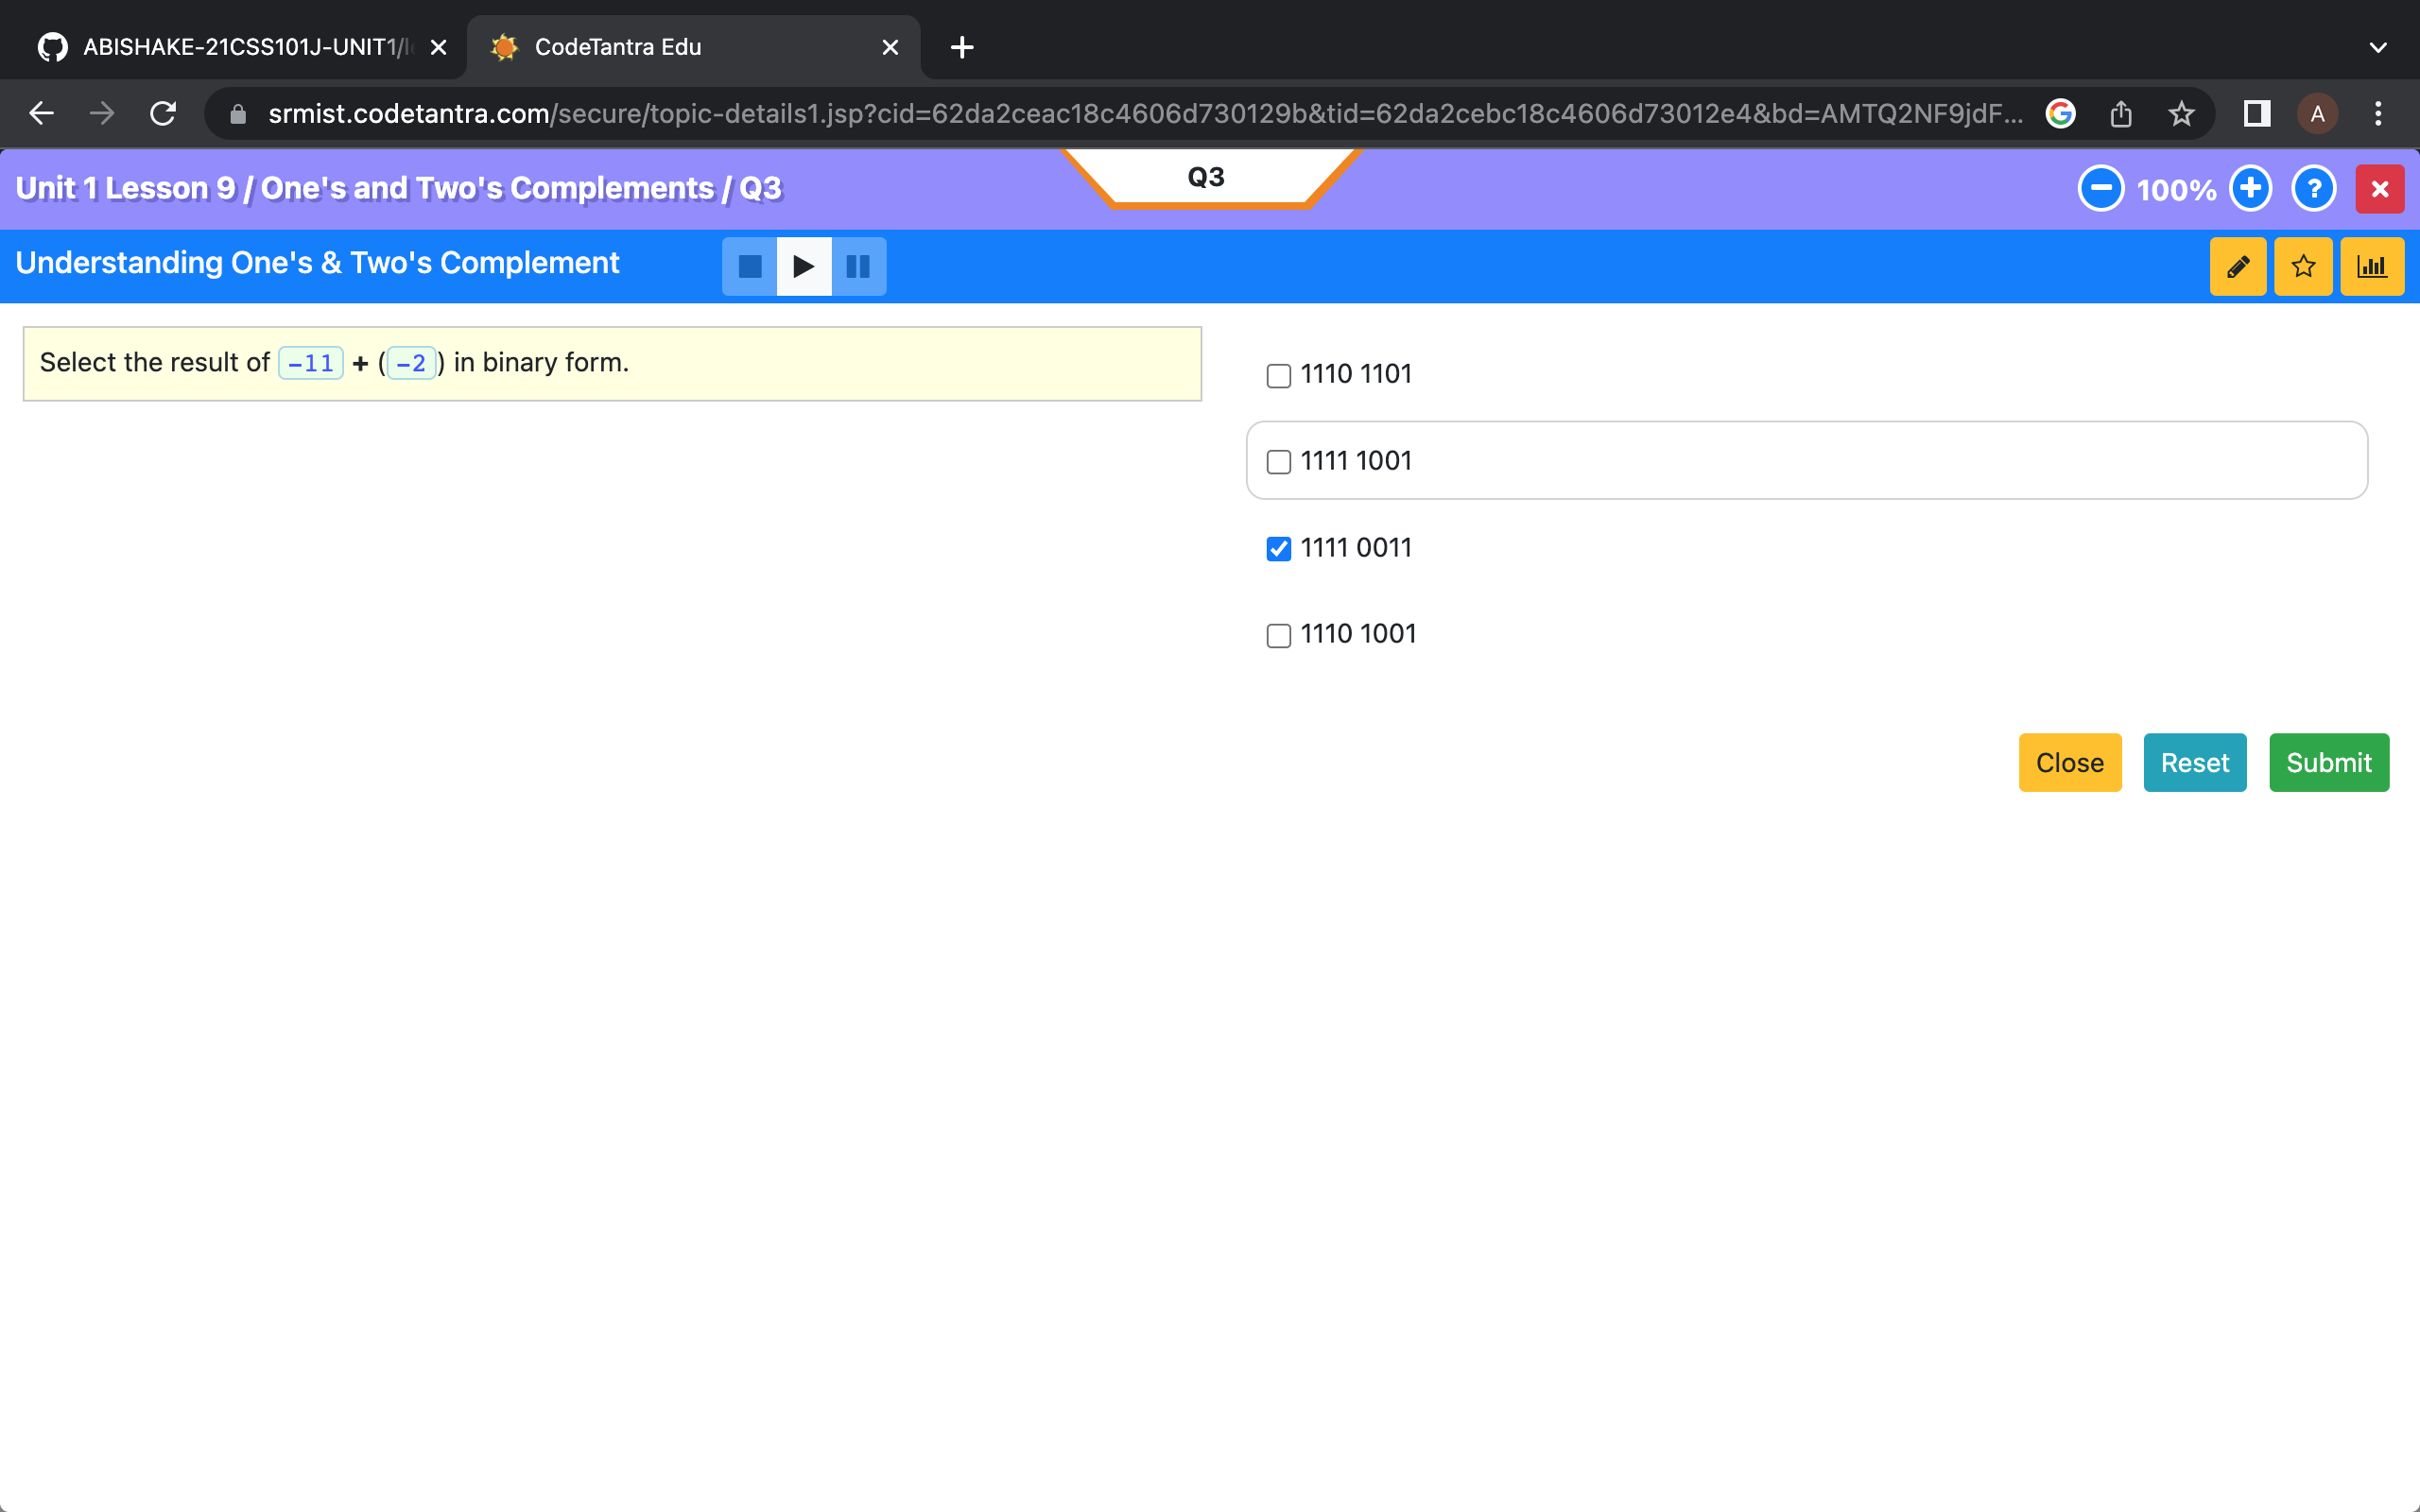 ABISHAKE-21CSS101J-UNIT1/
CodeTantra Edu
srmist.codetantra.com/secure/topic-details1.jsp?cid=62da2ceac18c4606d730129b&tid=62da2cebc18c4606d73012e4&bd=AMTQ2NF9jdF...
A
Unit 1 Lesson 9 / One's and Two's Complements / Q3
Q3
100%
?
Understanding One's & Two's Complement
Select the result of -11 + (-2) in binary form.
1110 1101
1111 1001
1111 0011
1110 1001
Close
Reset
Submit